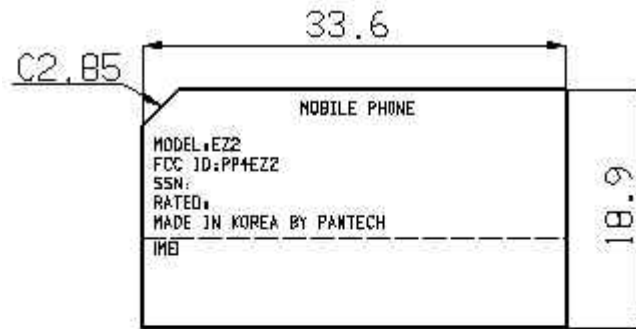 33.6
C2.85
MOBILE PHONE
MODEL:EZ2
FCC ID:PP4EZ2
SSN:
RATED:
MADE IN KOREA BY PANTECH
IMEI
18.9